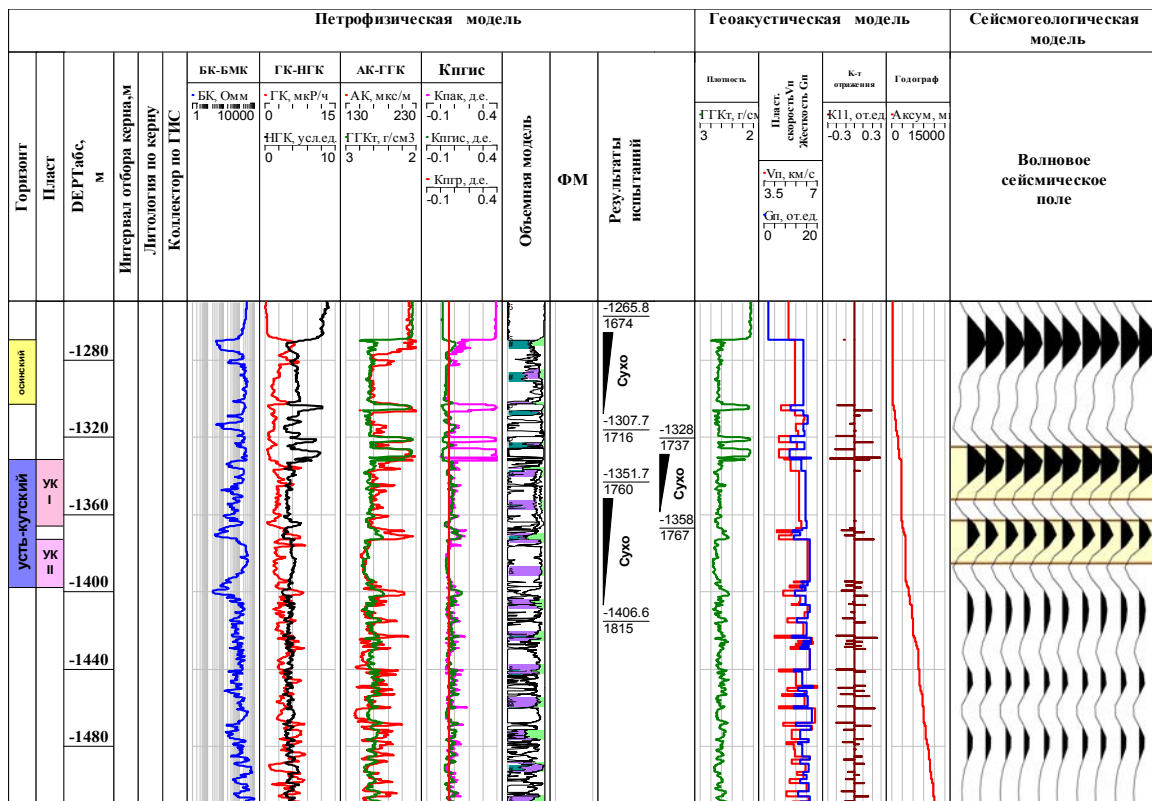 Петрофизическая модель
Геоакустическая модель
Сейсмогеологическая
модель
Горизонт
Пласт
DEPTабс,
м
Интервал отбора керна,м
Литология по керну
Коллектор по ГИС
БК-БМК
БК, Омм
1 10000
ГК-НГК
ГК, мкР/ч
0 15
НГК, усл.ед.
0 10
АК-ГГК
АК, мкс/м
130 230
ГГКт, г/см3
3 2
Кпгис
Кпак, д.е.
-0.1 0.4
Кпгис, д.е.
-0.1 0.4
Кпгр, д.е.
-0.1 0.4
Объемная модель
ФМ
Результаты
испытаний
Плотность
ГГКт, г/см
3 2
Пласт.
скоростьVп
Жесткость Gп
Vп, км/с
3.5 7
Gп, от.ед.
0 20
К-т
отражения
К11, от.ед.
-0.3 0.3
Годограф
Аксум, м
0 15000
Волновое
сейсмическое
поле
осинский
усть-кутский
УК
I
УК
II
-1280
-1320
-1360
-1400
-1440
-1480
-1265.8
1674
Сухо
-1307.7
1716
-1328
1737
-1351.7
1760
Сухо
-1358
1767
Сухо
-1406.6
1815